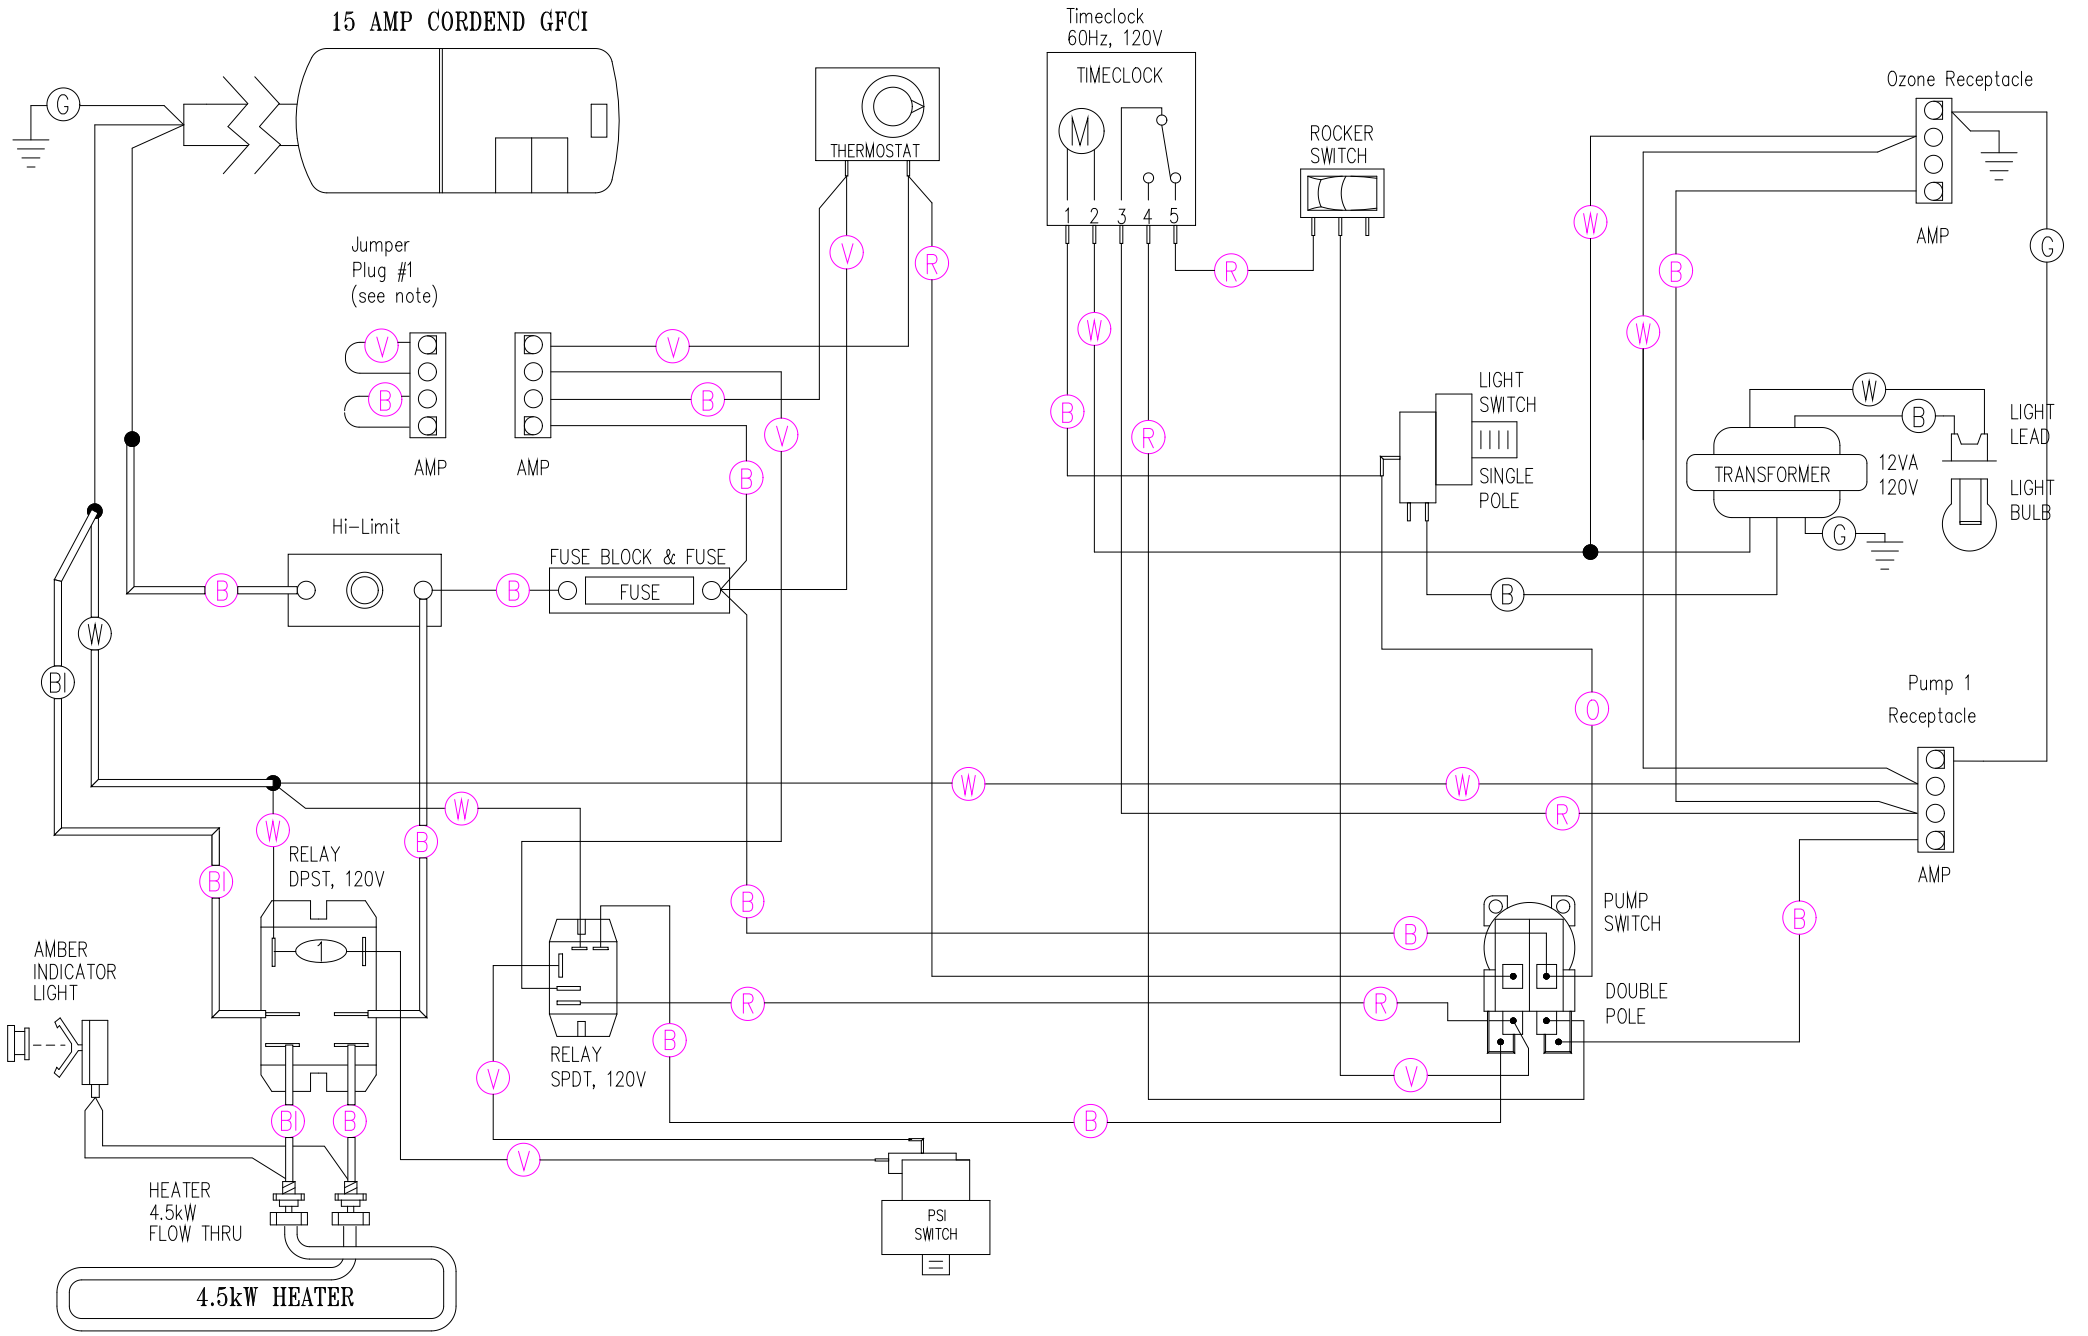 15 AMP CORDEND GFCI
Timeclock
60Hz, 120V
TIMECLOCK
M
1 2 3 4 5
THERMOSTAT
ROCKER
SWITCH
Ozone Receptacle
AMP
G
G
V
R
R
W
B
W
W
B
R
Jumper
Plug #1
(see note)
V
B
AMP
AMP
V
B
V
B
LIGHT
SWITCH
SINGLE
POLE
W
B
LIGHT
LEAD
TRANSFORMER
12VA
120V
LIGHT
BULB
G
B
Hi-Limit
B
B
FUSE BLOCK & FUSE
FUSE
W
Bl
O
Pump 1
Receptacle
AMP
W
W
R
W
W
B
Bl
RELAY
DPST, 120V
1
AMBER
INDICATOR
LIGHT
B
B
PUMP
SWITCH
B
DOUBLE
POLE
R
R
B
RELAY
SPDT, 120V
V
V
B
Bl
B
V
HEATER
4.5kW
FLOW THRU
PSI
SWITCH
4.5kW HEATER